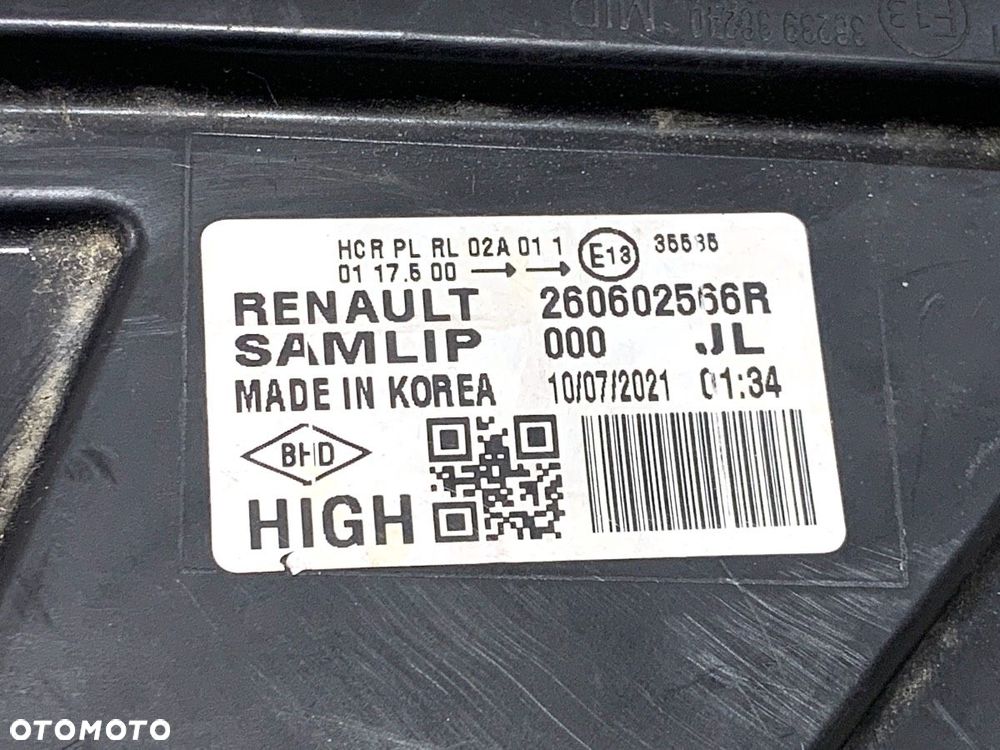 E13
HCR PL RL 02A 01 1 E13 35535
01 17.5 00 → →
RENAULT 260602566R
SAMLIP 000 JL
MADE IN KOREA 10/07/2021 01:34
BHD
HIGH
OTOMOTO